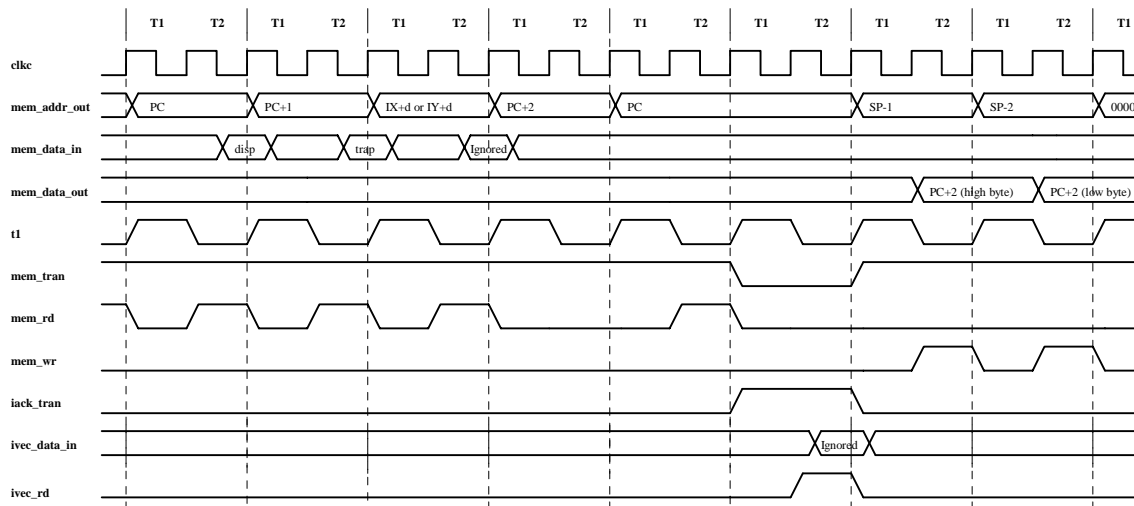 T1 T2 T1 T2 T1 T2 T1 T2 T1 T2 T1 T2 T1 T2 T1 T2 T1
clkc
mem_addr_out PC PC+1 IX+d or IY+d PC+2 PC SP-1 SP-2 0000
mem_data_in disp trap Ignored
mem_data_out PC+2 (high byte) PC+2 (low byte)
t1
mem_tran
mem_rd
mem_wr
iack_tran
ivec_data_in Ignored
ivec_rd